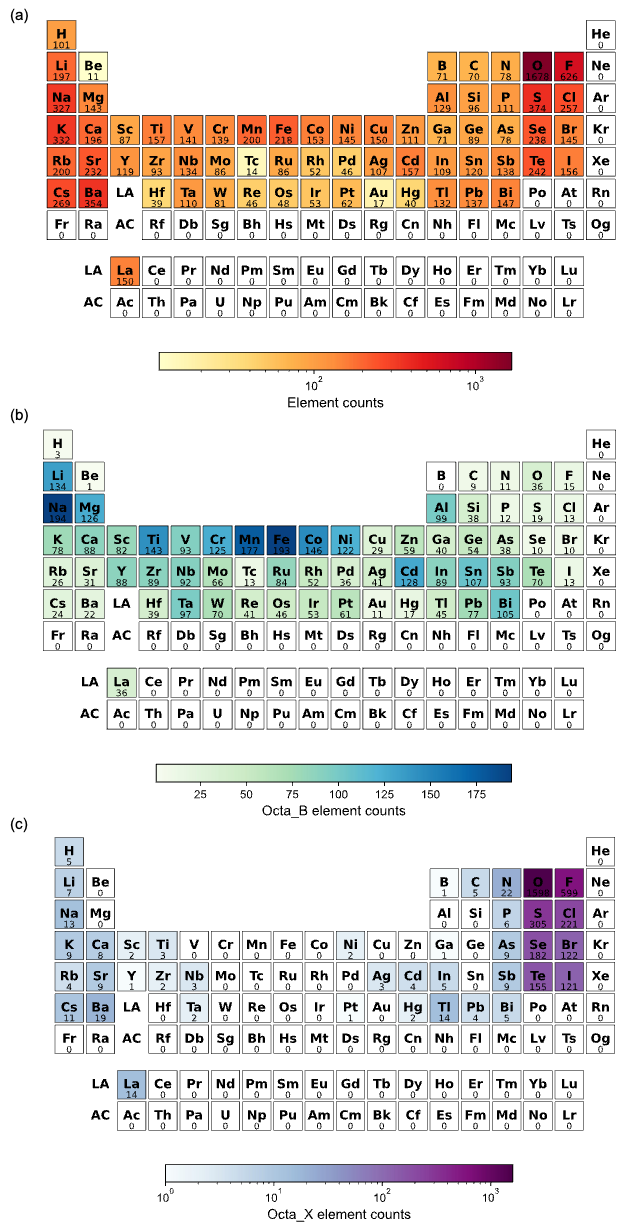 (a)
H He
101 0
Li Be B C N O F Ne
197 11 71 70 78 1678 626 0
Na Mg Al Si P S Cl Ar
327 143 129 96 111 374 257 0
K Ca Sc Ti V Cr Mn Fe Co Ni Cu Zn Ga Ge As Se Br Kr
332 196 87 157 141 139 200 218 153 145 150 111 71 89 78 238 145 0
Rb Sr Y Zr Nb Mo Tc Ru Rh Pd Ag Cd In Sn Sb Te I Xe
200 232 119 93 134 86 14 86 52 46 107 157 109 120 138 242 156 0
Cs Ba LA Hf Ta W Re Os Ir Pt Au Hg Tl Pb Bi Po At Rn
269 354 39 110 81 46 48 53 62 17 40 132 137 147 0 0 0
Fr Ra AC Rf Db Sg Bh Hs Mt Ds Rg Cn Nh Fl Mc Lv Ts Og
0 0 0 0 0 0 0 0 0 0 0 0 0 0 0 0 0
LA La Ce Pr Nd Pm Sm Eu Gd Tb Dy Ho Er Tm Yb Lu
150 0 0 0 0 0 0 0 0 0 0 0 0 0 0
AC Ac Th Pa U Np Pu Am Cm Bk Cf Es Fm Md No Lr
0 0 0 0 0 0 0 0 0 0 0 0 0 0 0
10² 10³
Element counts
(b)
H He
3 0
Li Be B C N O F Ne
134 1 0 9 11 36 15 0
Na Mg Al Si P S Cl Ar
194 126 99 38 12 19 13 0
K Ca Sc Ti V Cr Mn Fe Co Ni Cu Zn Ga Ge As Se Br Kr
78 88 82 143 93 125 177 193 146 122 29 59 40 54 38 10 10 0
Rb Sr Y Zr Nb Mo Tc Ru Rh Pd Ag Cd In Sn Sb Te I Xe
26 31 88 89 92 66 13 84 52 36 41 128 89 107 93 70 13 0
Cs Ba LA Hf Ta W Re Os Ir Pt Au Hg Tl Pb Bi Po At Rn
24 22 39 97 70 41 46 53 61 11 17 45 77 105 0 0 0
Fr Ra AC Rf Db Sg Bh Hs Mt Ds Rg Cn Nh Fl Mc Lv Ts Og
0 0 0 0 0 0 0 0 0 0 0 0 0 0 0 0 0
LA La Ce Pr Nd Pm Sm Eu Gd Tb Dy Ho Er Tm Yb Lu
36 0 0 0 0 0 0 0 0 0 0 0 0 0 0
AC Ac Th Pa U Np Pu Am Cm Bk Cf Es Fm Md No Lr
0 0 0 0 0 0 0 0 0 0 0 0 0 0 0
25 50 75 100 125 150 175
Octa_B element counts
(c)
H He
5 0
Li Be B C N O F Ne
7 0 1 5 22 1598 599 0
Na Mg Al Si P S Cl Ar
13 0 0 0 6 305 221 0
K Ca Sc Ti V Cr Mn Fe Co Ni Cu Zn Ga Ge As Se Br Kr
9 8 2 3 0 0 0 0 0 2 0 0 1 0 9 182 122 0
Rb Sr Y Zr Nb Mo Tc Ru Rh Pd Ag Cd In Sn Sb Te I Xe
4 9 1 2 3 0 0 0 0 0 3 4 5 0 9 155 121 0
Cs Ba LA Hf Ta W Re Os Ir Pt Au Hg Tl Pb Bi Po At Rn
11 19 0 2 0 0 0 0 1 0 2 14 4 5 0 0 0
Fr Ra AC Rf Db Sg Bh Hs Mt Ds Rg Cn Nh Fl Mc Lv Ts Og
0 0 0 0 0 0 0 0 0 0 0 0 0 0 0 0 0
LA La Ce Pr Nd Pm Sm Eu Gd Tb Dy Ho Er Tm Yb Lu
14 0 0 0 0 0 0 0 0 0 0 0 0 0 0
AC Ac Th Pa U Np Pu Am Cm Bk Cf Es Fm Md No Lr
0 0 0 0 0 0 0 0 0 0 0 0 0 0 0
10⁰ 10¹ 10² 10³
Octa_X element counts